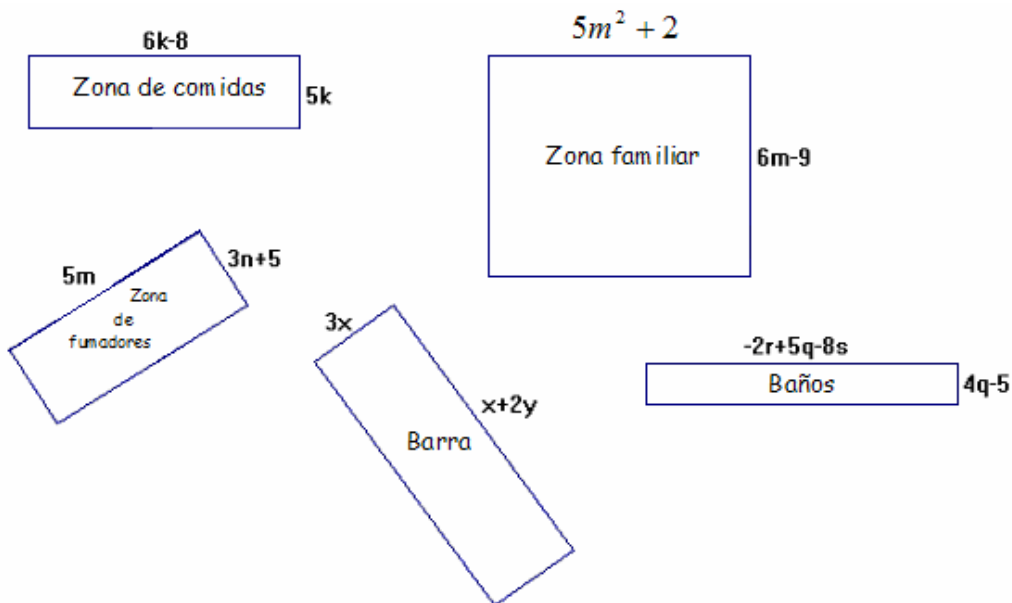 6k-8
Zona de comidas
5k
5m² + 2
Zona familiar
6m-9
5m
3n+5
Zona
de
fumadores
3x
x+2y
Barra
-2r+5q-8s
Baños
4q-5